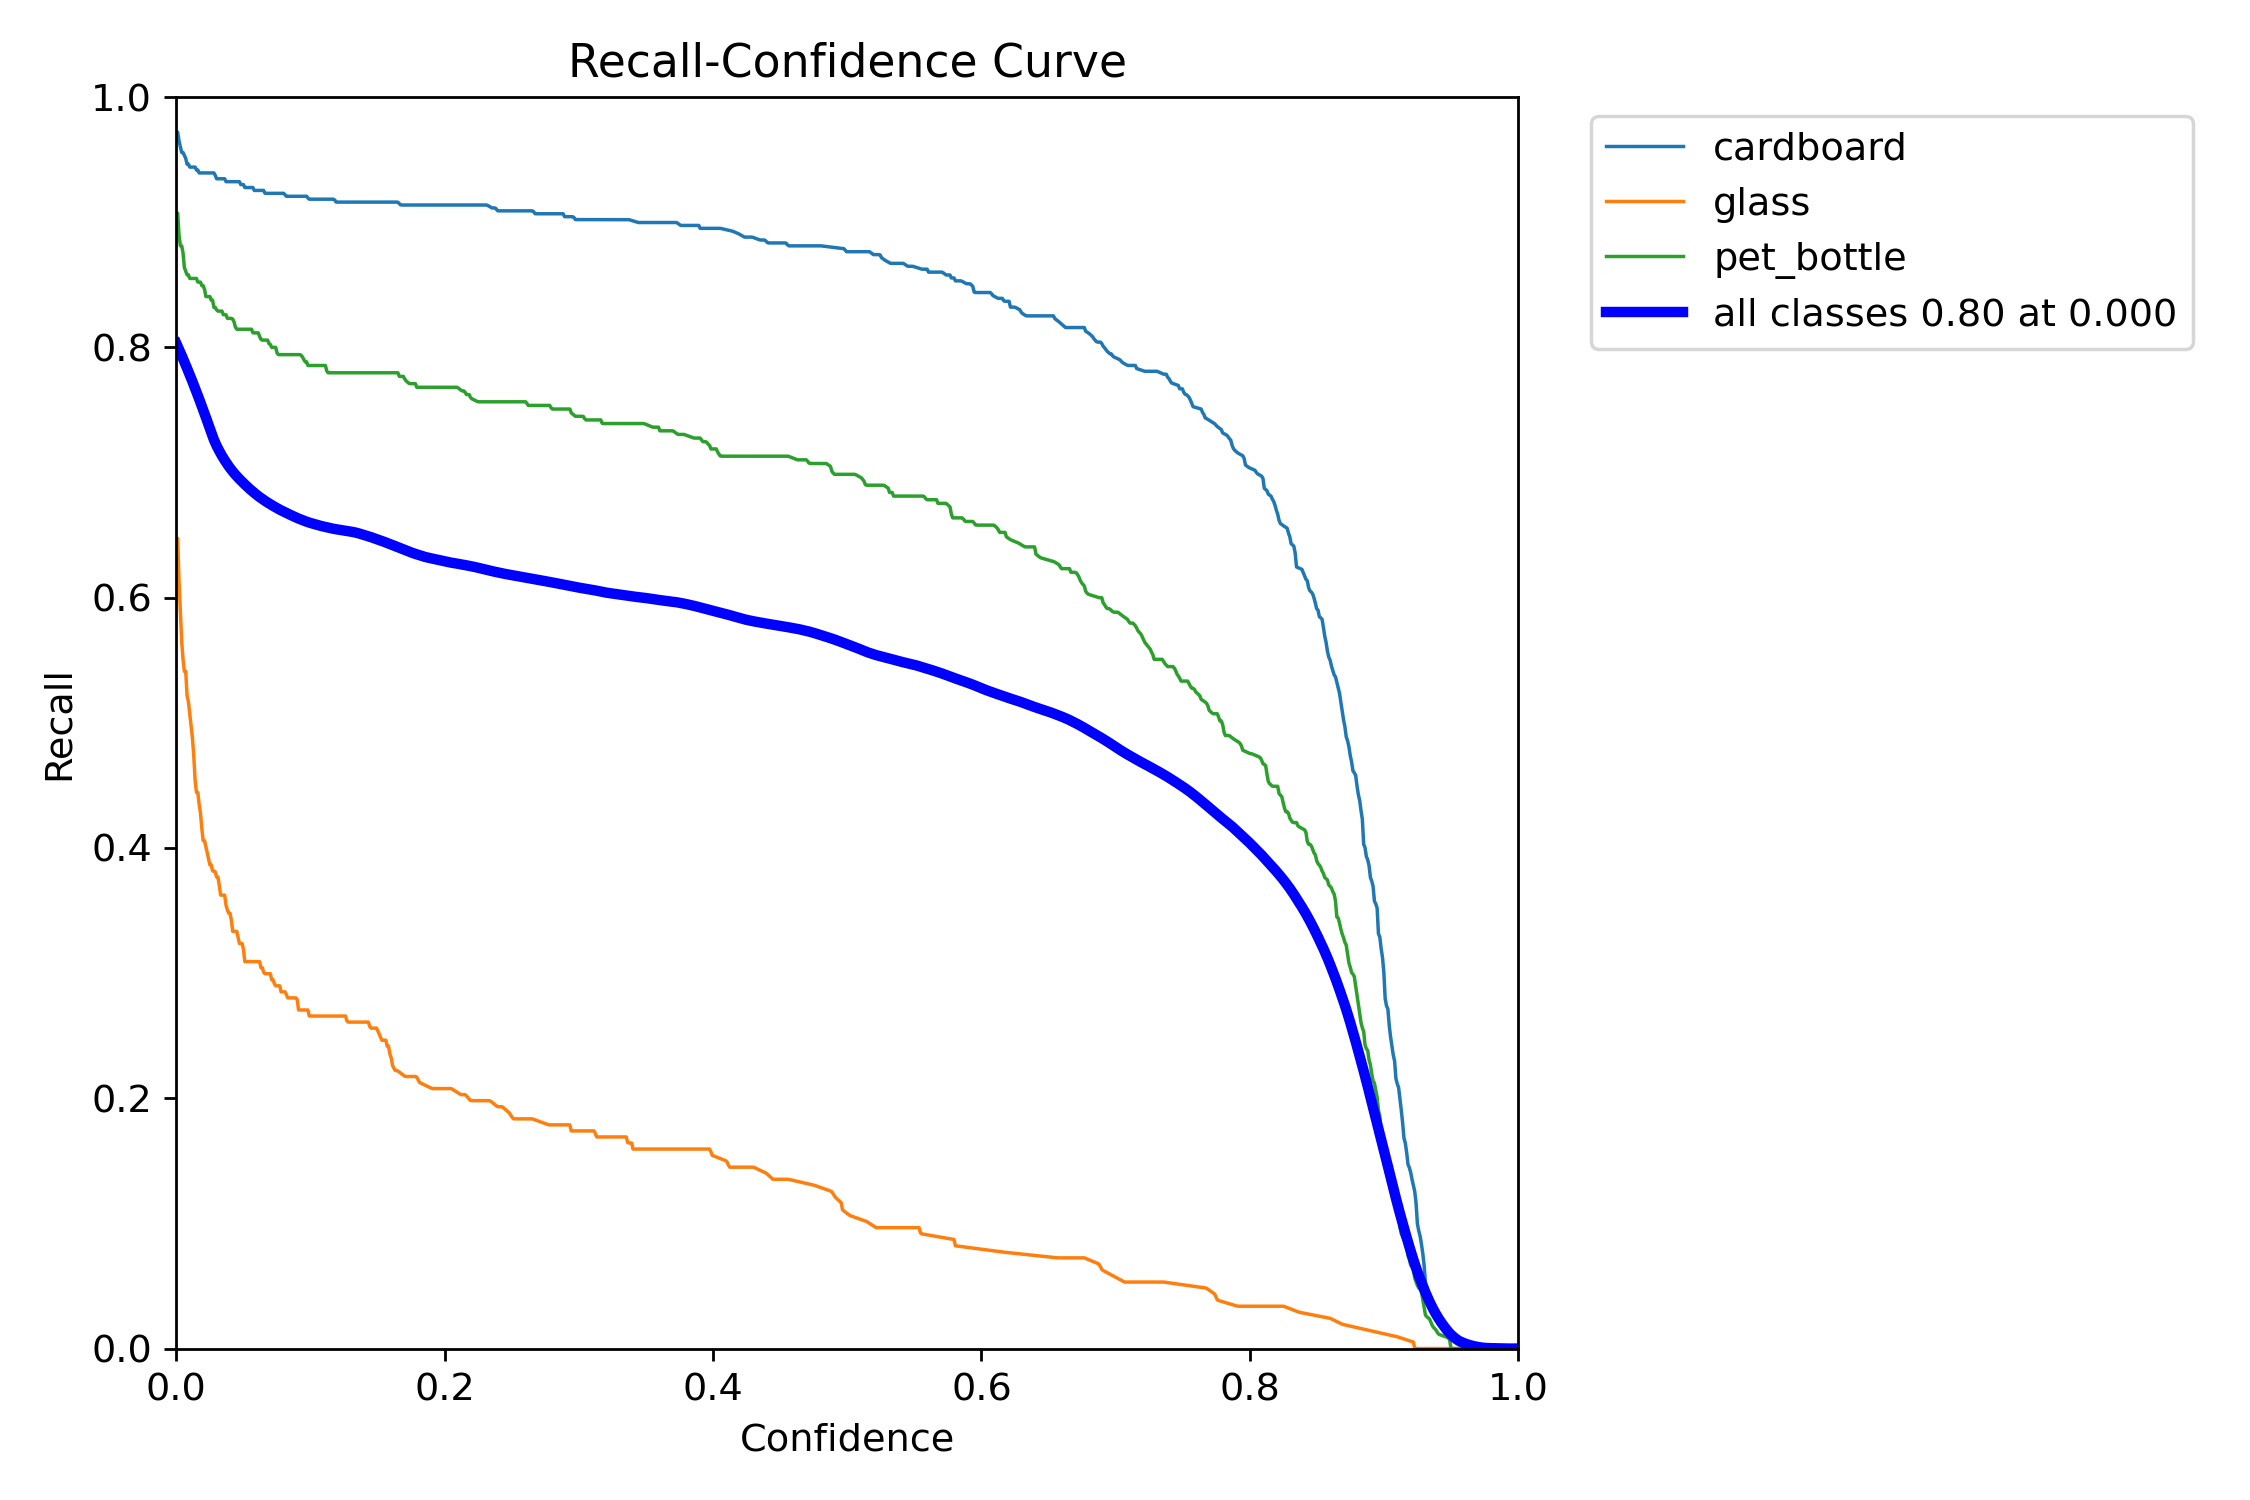 Recall-Confidence Curve
1.0
0.8
0.6
0.4
0.2
0.0
Recall
0.0 0.2 0.4 0.6 0.8 1.0
Confidence
cardboard
glass
pet_bottle
all classes 0.80 at 0.000